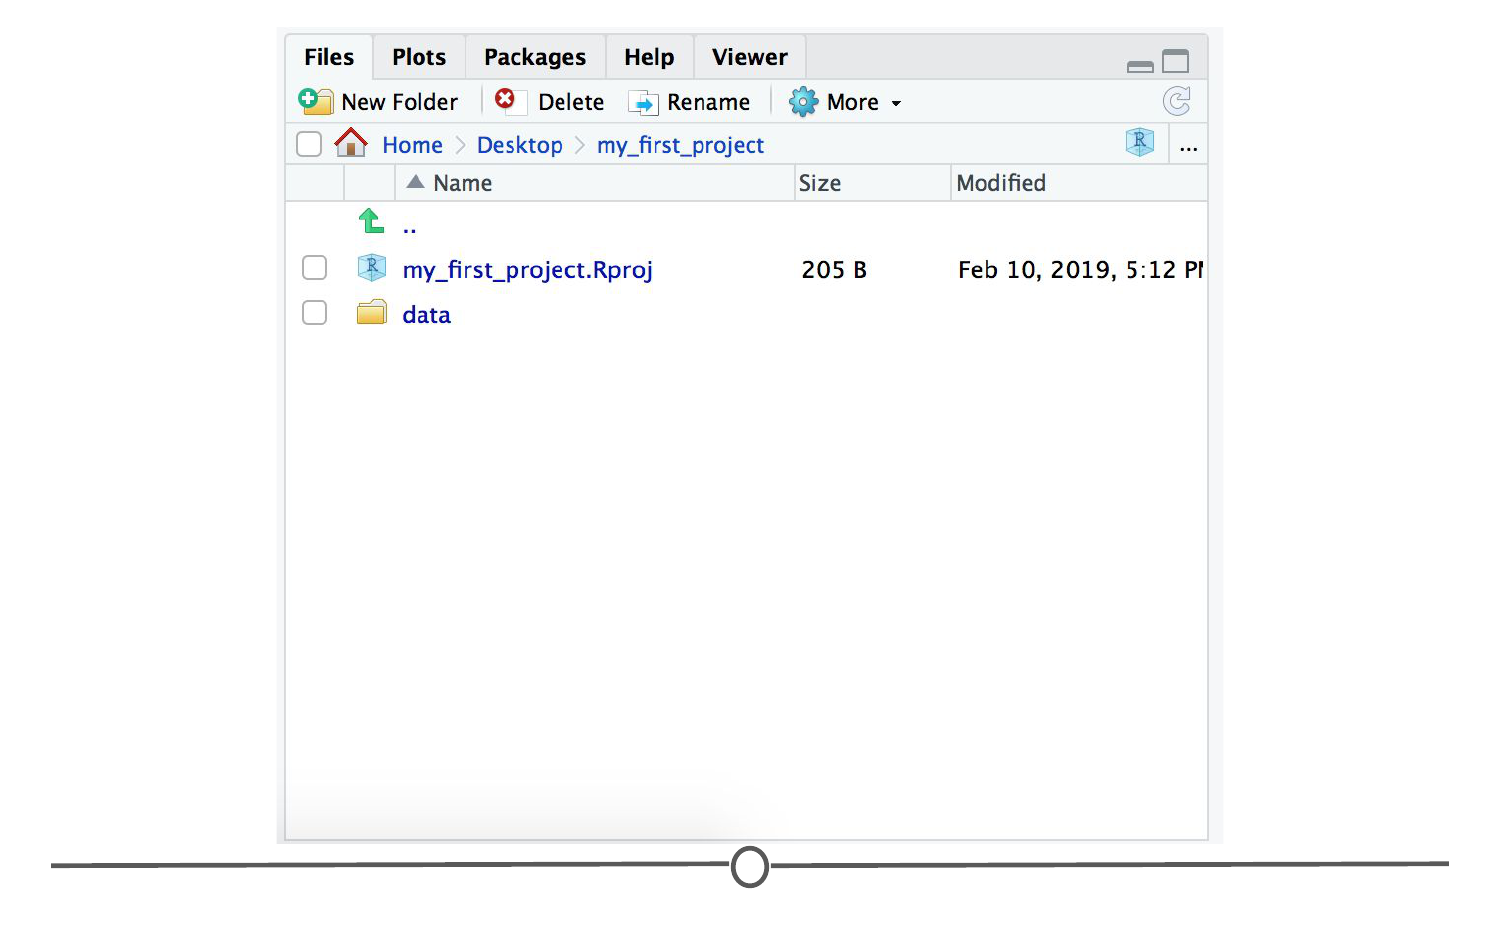 Files Plots Packages Help Viewer
New Folder Delete Rename More
Home Desktop my_first_project R ...
Name Size Modified
..
R my_first_project.Rproj 205 B Feb 10, 2019, 5:12 P
data